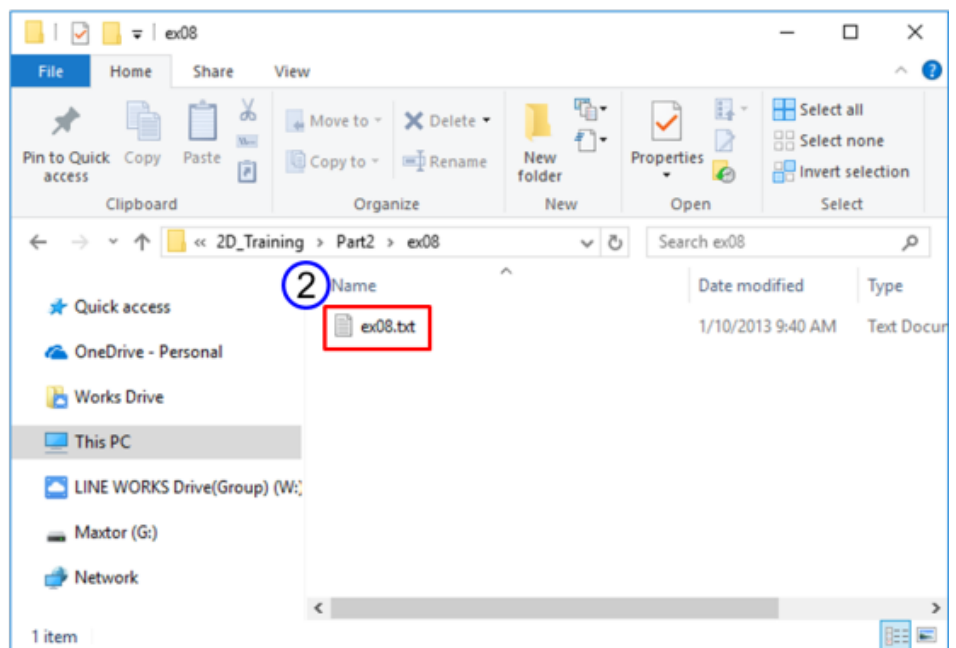 ex08
File Home Share View
Pin to Quick access
Copy
Paste
Move to
Copy to
Delete
Rename
New folder
Properties
Select all
Select none
Invert selection
Clipboard Organize New Open Select
« 2D_Training > Part2 > ex08
Search ex08
Quick access
OneDrive - Personal
Works Drive
This PC
LINE WORKS Drive(Group) (W:)
Maxtor (G:)
Network
2
Name Date modified Type
ex08.txt 1/10/2013 9:40 AM Text Docur
1 item